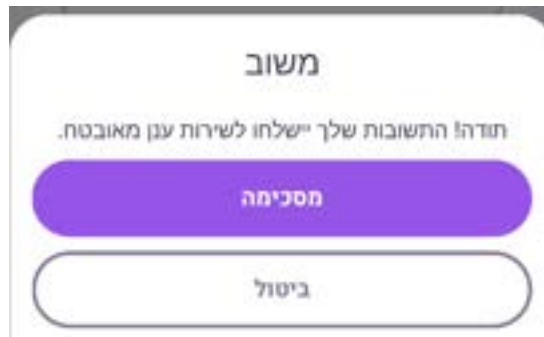 משוב
תודה! התשובות שלך יישלחו לשירות ענן מאובטח.
מסכימה
ביטול